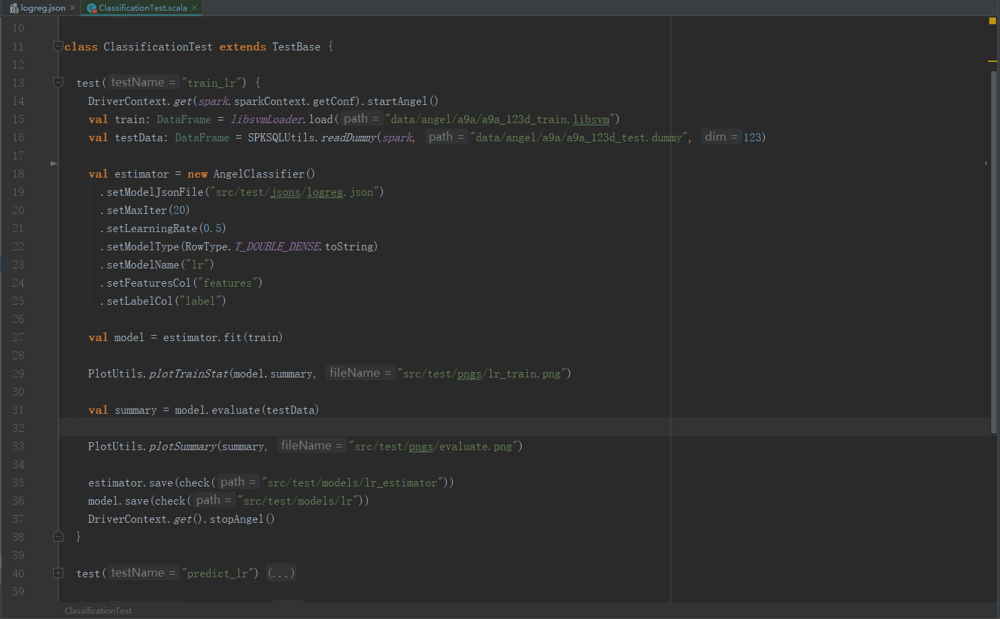 logreg.json × ClassificationTest.scala ×
10
11 class ClassificationTest extends TestBase {
12
13 test( testName = "train_lr") {
14 DriverContext.get(spark.sparkContext.getConf).startAngel()
15 val train: DataFrame = libsvmLoader.load( path = "data/angel/a9a/a9a_123d_train.libsvm")
16 val testData: DataFrame = SPKSQLUtils.readDummy(spark, path = "data/angel/a9a/a9a_123d_test.dummy", dim = 123)
17
18 val estimator = new AngelClassifier()
19 .setModelJsonFile("src/test/jsons/logreg.json")
20 .setMaxIter(20)
21 .setLearningRate(0.5)
22 .setModelType(RowType.T_DOUBLE_DENSE.toString)
23 .setModelName("lr")
24 .setFeaturesCol("features")
25 .setLabelCol("label")
26
27 val model = estimator.fit(train)
28
29 PlotUtils.plotTrainStat(model.summary, fileName = "src/test/pngs/lr_train.png")
30
31 val summary = model.evaluate(testData)
32
33 PlotUtils.plotSummary(summary, fileName = "src/test/pngs/evaluate.png")
34
35 estimator.save(check( path = "src/test/models/lr_estimator"))
36 model.save(check( path = "src/test/models/lr"))
37 DriverContext.get().stopAngel()
38 }
39
40 test( testName = "predict_lr") (...)
59
ClassificationTest